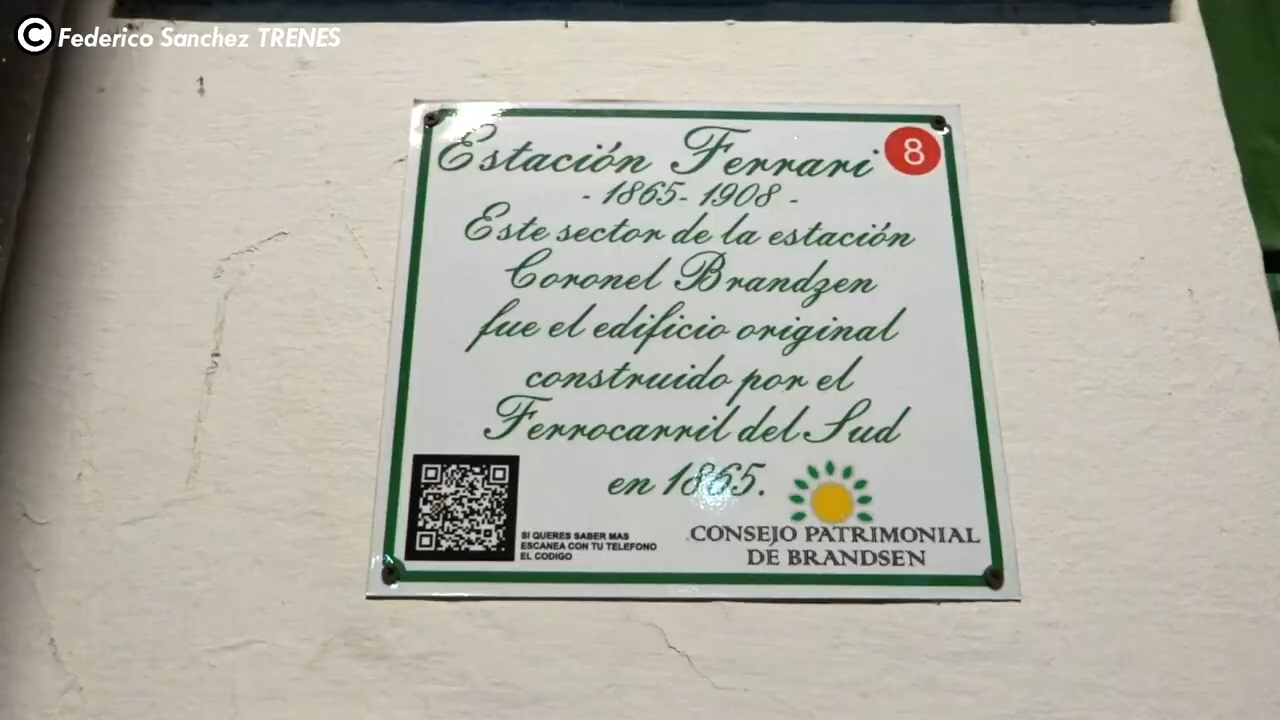 © Federico Sanchez TRENES
Estación Ferrari
8
- 1865-1908 -
Este sector de la estación
Coronel Brandzen
fue el edificio original
construido por el
Ferrocarril del Sud
en 1865.
SI QUERES SABER MAS
ESCANEA CON TU TELEFONO
EL CODIGO
CONSEJO PATRIMONIAL
DE BRANDSEN